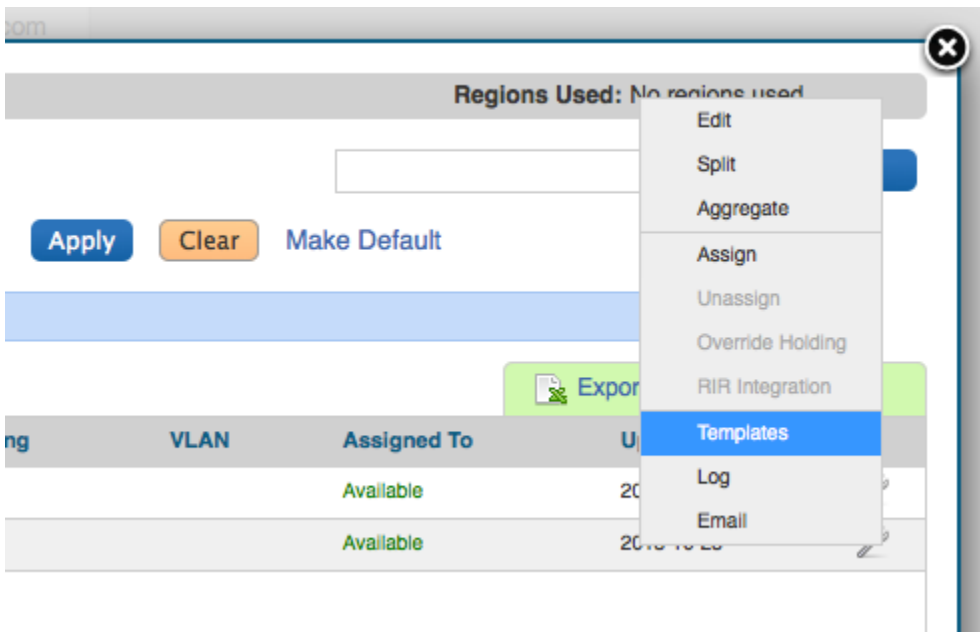 .com
Regions Used: No regions used
Edit
Split
Aggregate
Apply Clear Make Default
Assign
Unassign
Override Holding
RIR Integration
Expor
ng VLAN Assigned To U
Templates
Log
Email
Available 20
Available